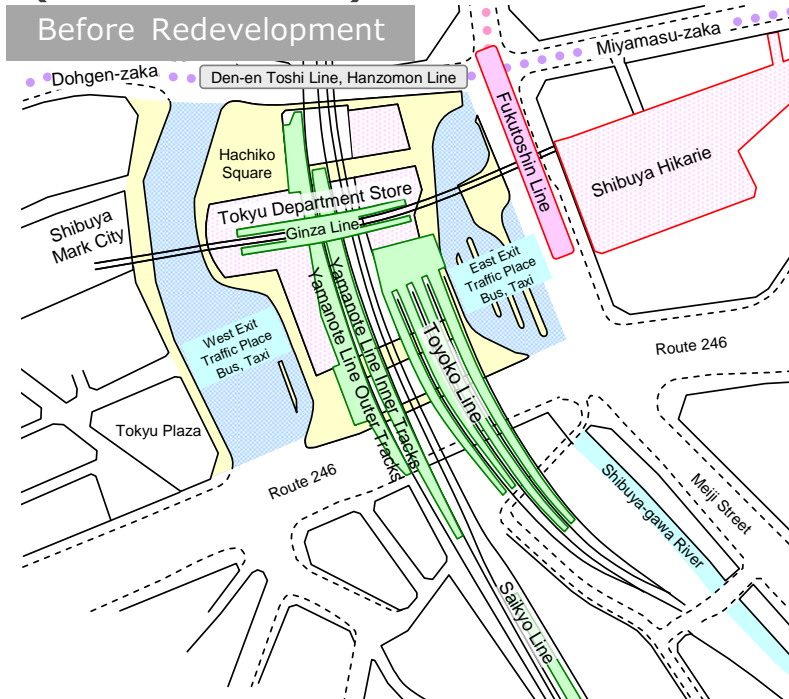 Before Redevelopment
Miyamasu-zaka
Dohgen-zaka
Den-en Toshi Line, Hanzomon Line
Fukutoshin Line
Hachiko
Square
Shibuya Hikarie
Tokyu Department Store
Shibuya
Mark City
Ginza Line
East Exit
Traffic Place
Bus, Taxi
Yamanote Line Inner Tracks
Yamanote Line Outer Tracks
West Exit
Traffic Place
Bus, Taxi
Toyoko Line
Route 246
Tokyu Plaza
Route 246
Meiji Street
Shibuya-gawa River
Saikyo Line